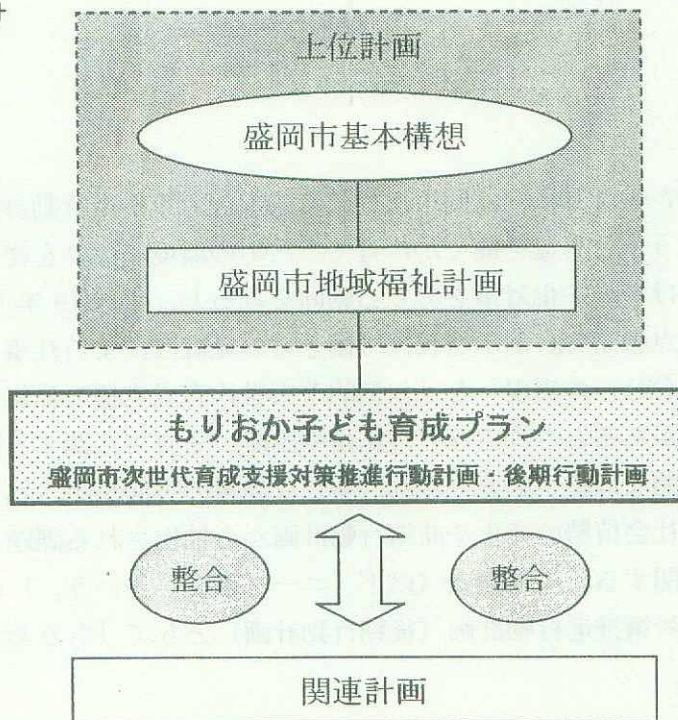 上位計画
盛岡市基本構想
盛岡市地域福祉計画
もりおか子ども育成プラン
盛岡市次世代育成支援対策推進行動計画・後期行動計画
整合
整合
関連計画